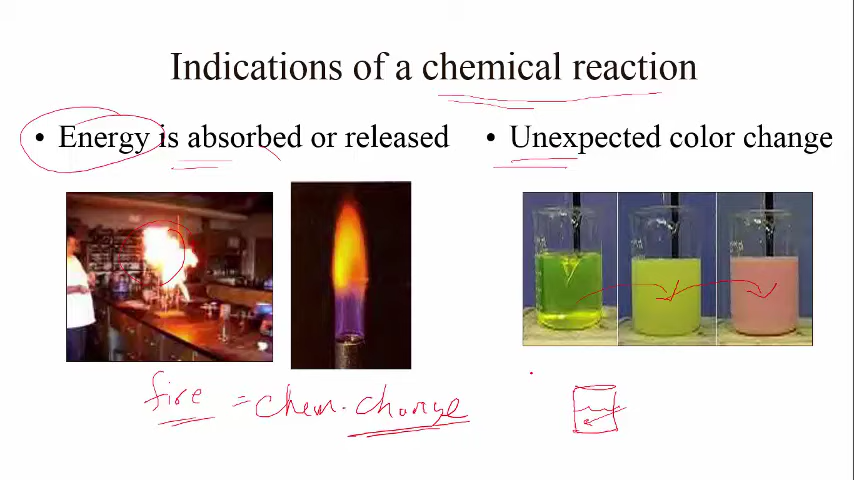 Indications of a chemical reaction
• Energy is absorbed or released
• Unexpected color change
fire = chem. change